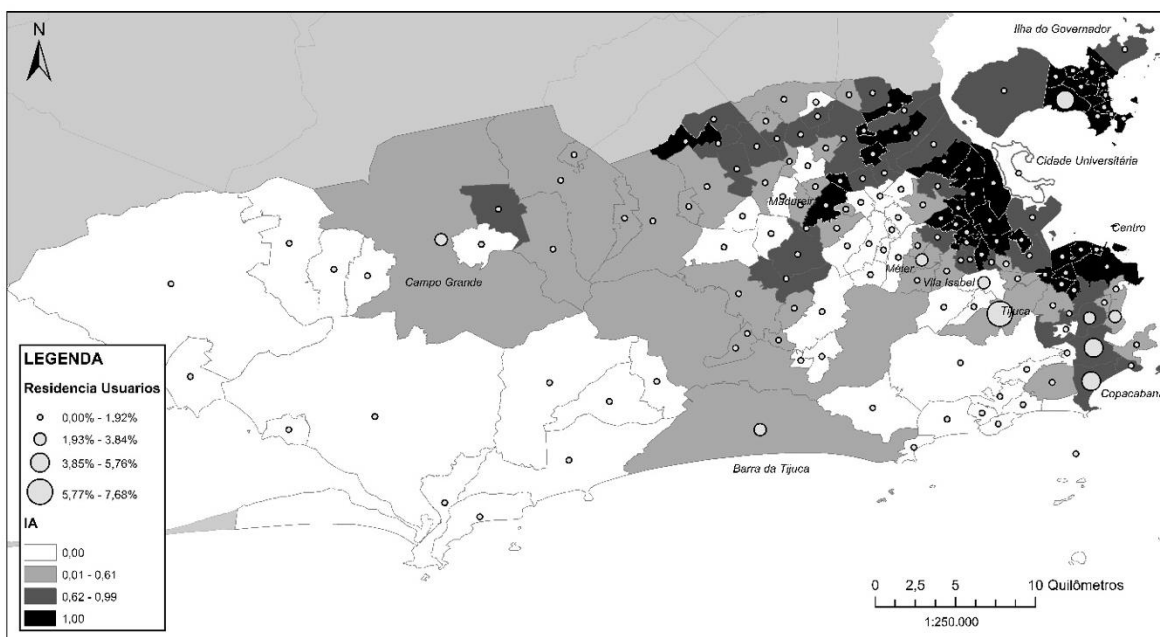 N
Ilha do Governador
Cidade Universitária
Madureir
Centro
Campo Grande
Méier
Vila Isabel
Tijuca
Copacabana
Barra da Tijuca
LEGENDA
Residencia Usuarios
0,00% - 1,92%
1,93% - 3,84%
3,85% - 5,76%
5,77% - 7,68%
IA
0,00
0,01 - 0,61
0,62 - 0,99
1,00
0 2,5 5 10 Quilômetros
1:250.000